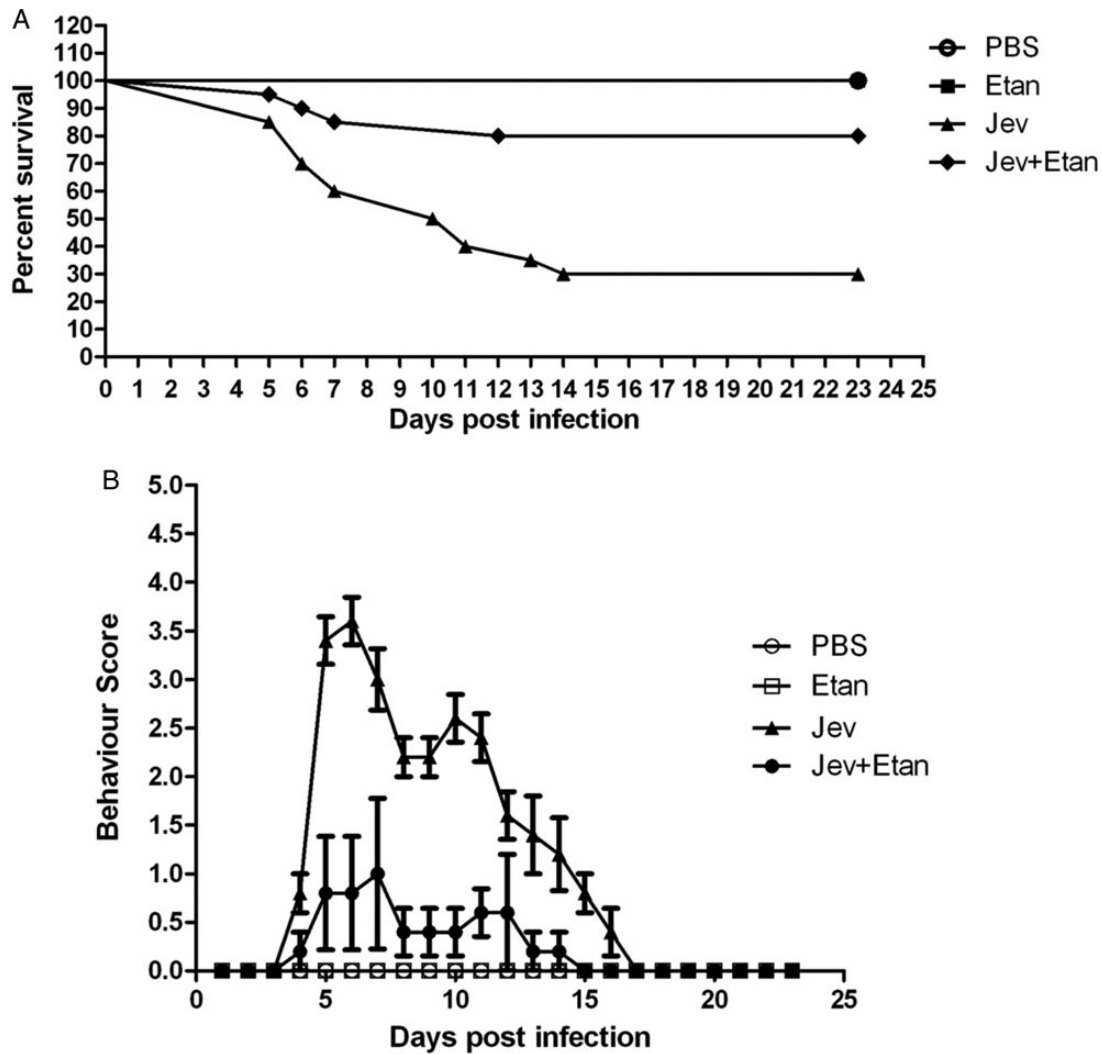 A
120
110
100
90
80
70
60
50
40
30
20
10
0
Percent survival
0 1 2 3 4 5 6 7 8 9 10 11 12 13 14 15 16 17 18 19 20 21 22 23 24 25
Days post infection
PBS
Etan
Jev
Jev+Etan
B
5.0
4.5
4.0
3.5
3.0
2.5
2.0
1.5
1.0
0.5
0.0
Behaviour Score
0 5 10 15 20 25
Days post infection
PBS
Etan
Jev
Jev+Etan